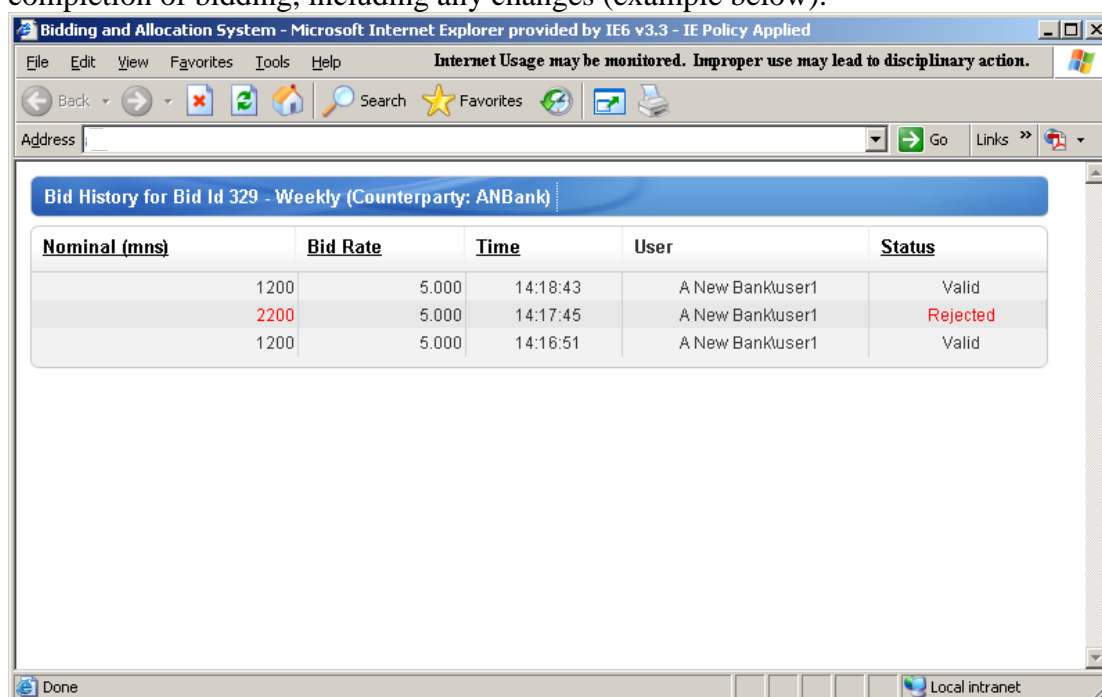 completion of bidding, including any changes (example below).
Bidding and Allocation System - Microsoft Internet Explorer provided by IE6 v3.3 - IE Policy Applied
File Edit View Favorites Tools Help Internet Usage may be monitored. Improper use may lead to disciplinary action.
Back Search Favorites
Address Go Links »
Bid History for Bid Id 329 - Weekly (Counterparty: ANBank)
Nominal (mns) Bid Rate Time User Status
1200 5.000 14:18:43 A New Bank\user1 Valid
2200 5.000 14:17:45 A New Bank\user1 Rejected
1200 5.000 14:16:51 A New Bank\user1 Valid
Done Local intranet